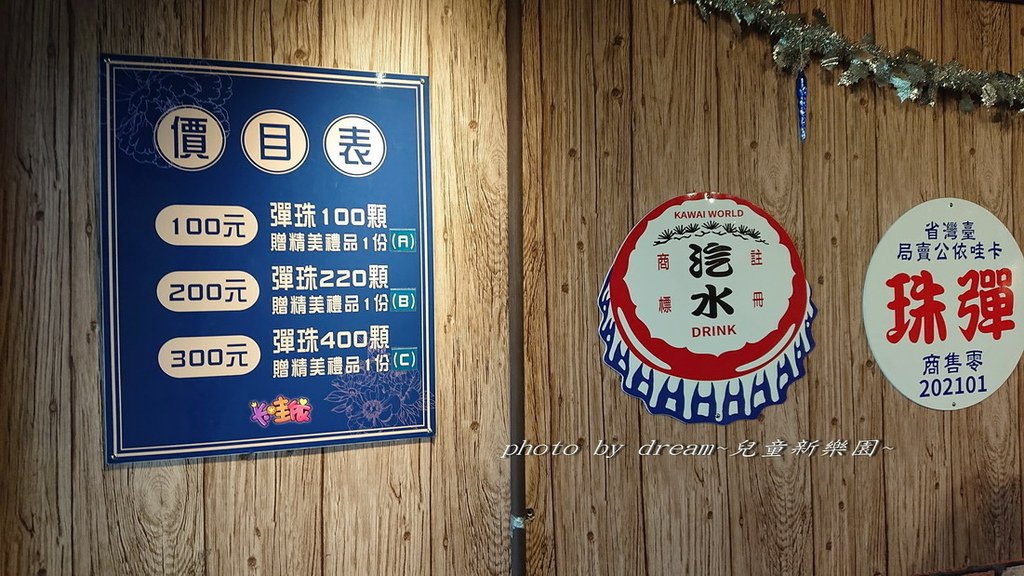 價目表
100元 彈珠100顆
贈精美禮品1份(A)
200元 彈珠220顆
贈精美禮品1份(B)
300元 彈珠400顆
贈精美禮品1份(C)
卡哇依
KAWAI WORLD
商標
汽水
註冊
DRINK
省灣臺
局賣公依哇卡
珠彈
商售零
202101
photo by dream~兒童新樂園~